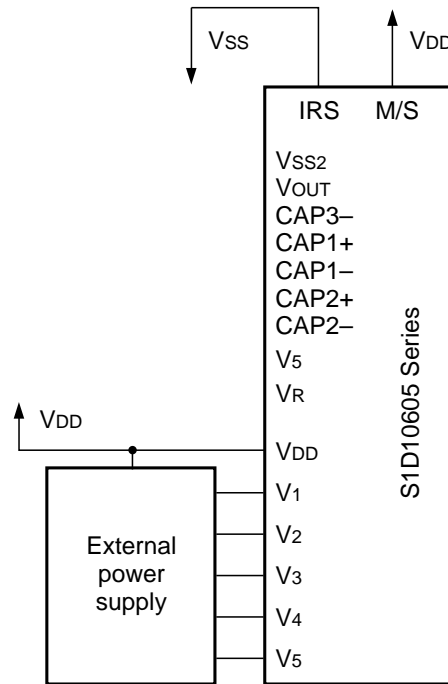 VSS
VDD
IRS M/S
VSS2
VOUT
CAP3–
CAP1+
CAP1–
CAP2+
CAP2–
V5
VR
S1D10605 Series
VDD
VDD
V1
V2
V3
V4
V5
External
power
supply